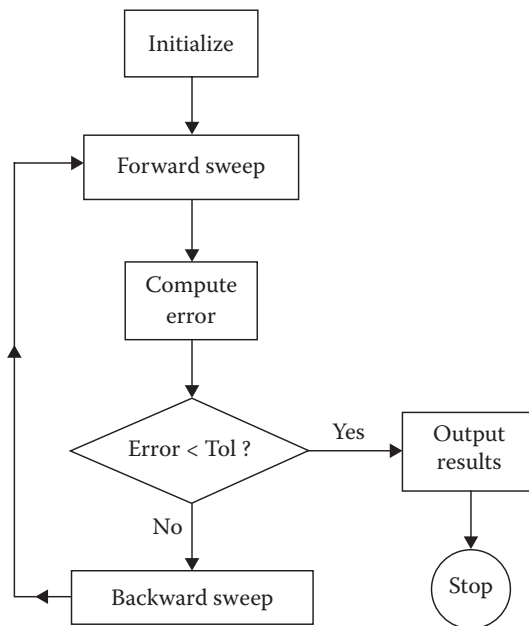 Initialize
Forward sweep
Compute
error
Error < Tol ?
Yes
Output
results
No
Backward sweep
Stop